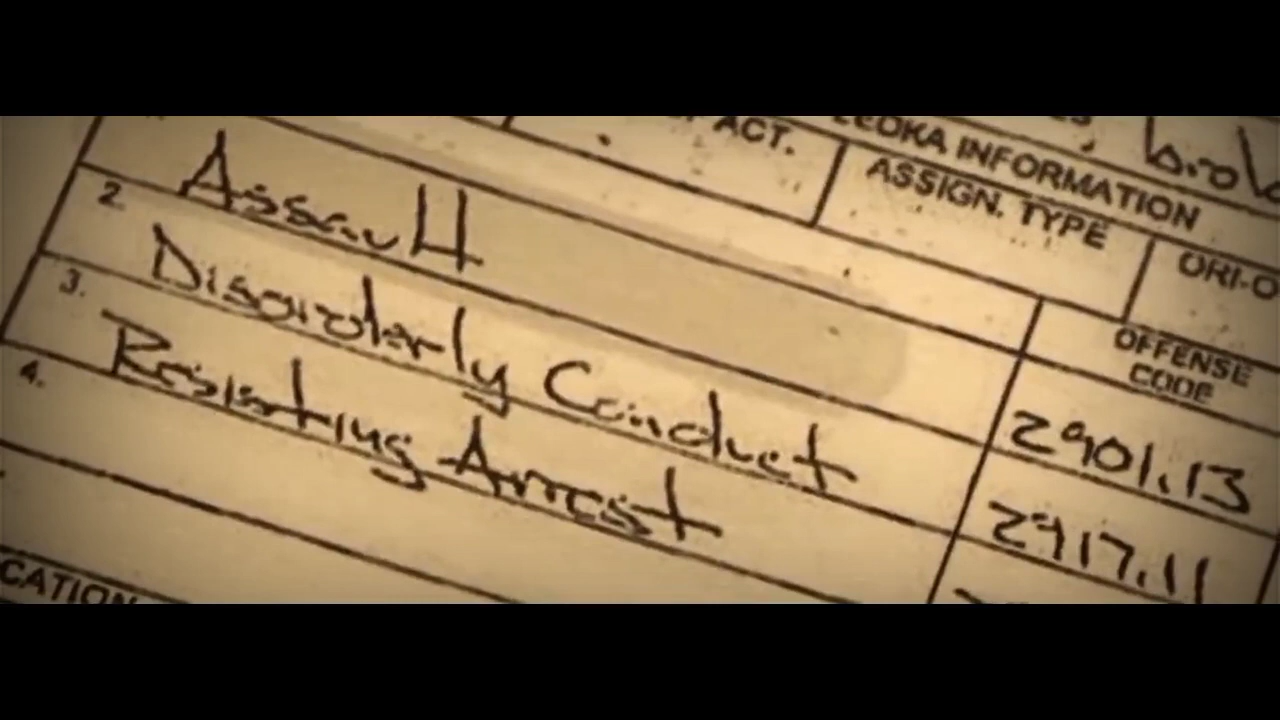 ACT.
LEOKA INFORMATION
ASSIGN. TYPE
ORI-O
OFFENSE
CODE
Assault 2901.13
2. Disorderly Conduct 2917.11
3. Resisting Arrest
4.
CATION